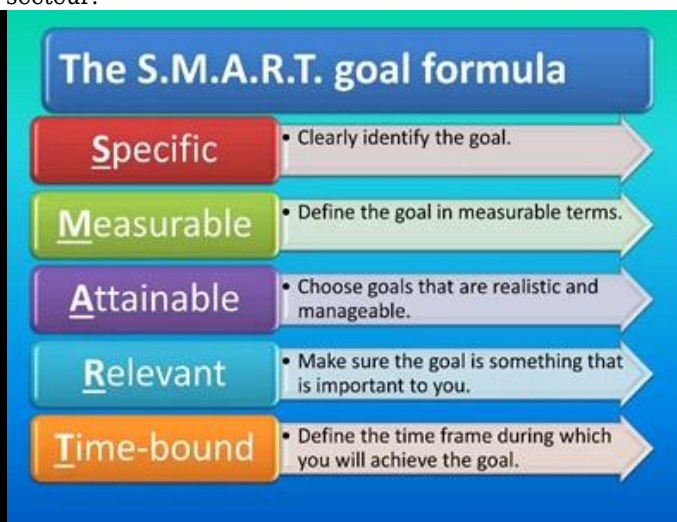 secteur.
The S.M.A.R.T. goal formula
Specific
• Clearly identify the goal.
Measurable
• Define the goal in measurable terms.
Attainable
• Choose goals that are realistic and
manageable.
Relevant
• Make sure the goal is something that
is important to you.
Time-bound
• Define the time frame during which
you will achieve the goal.